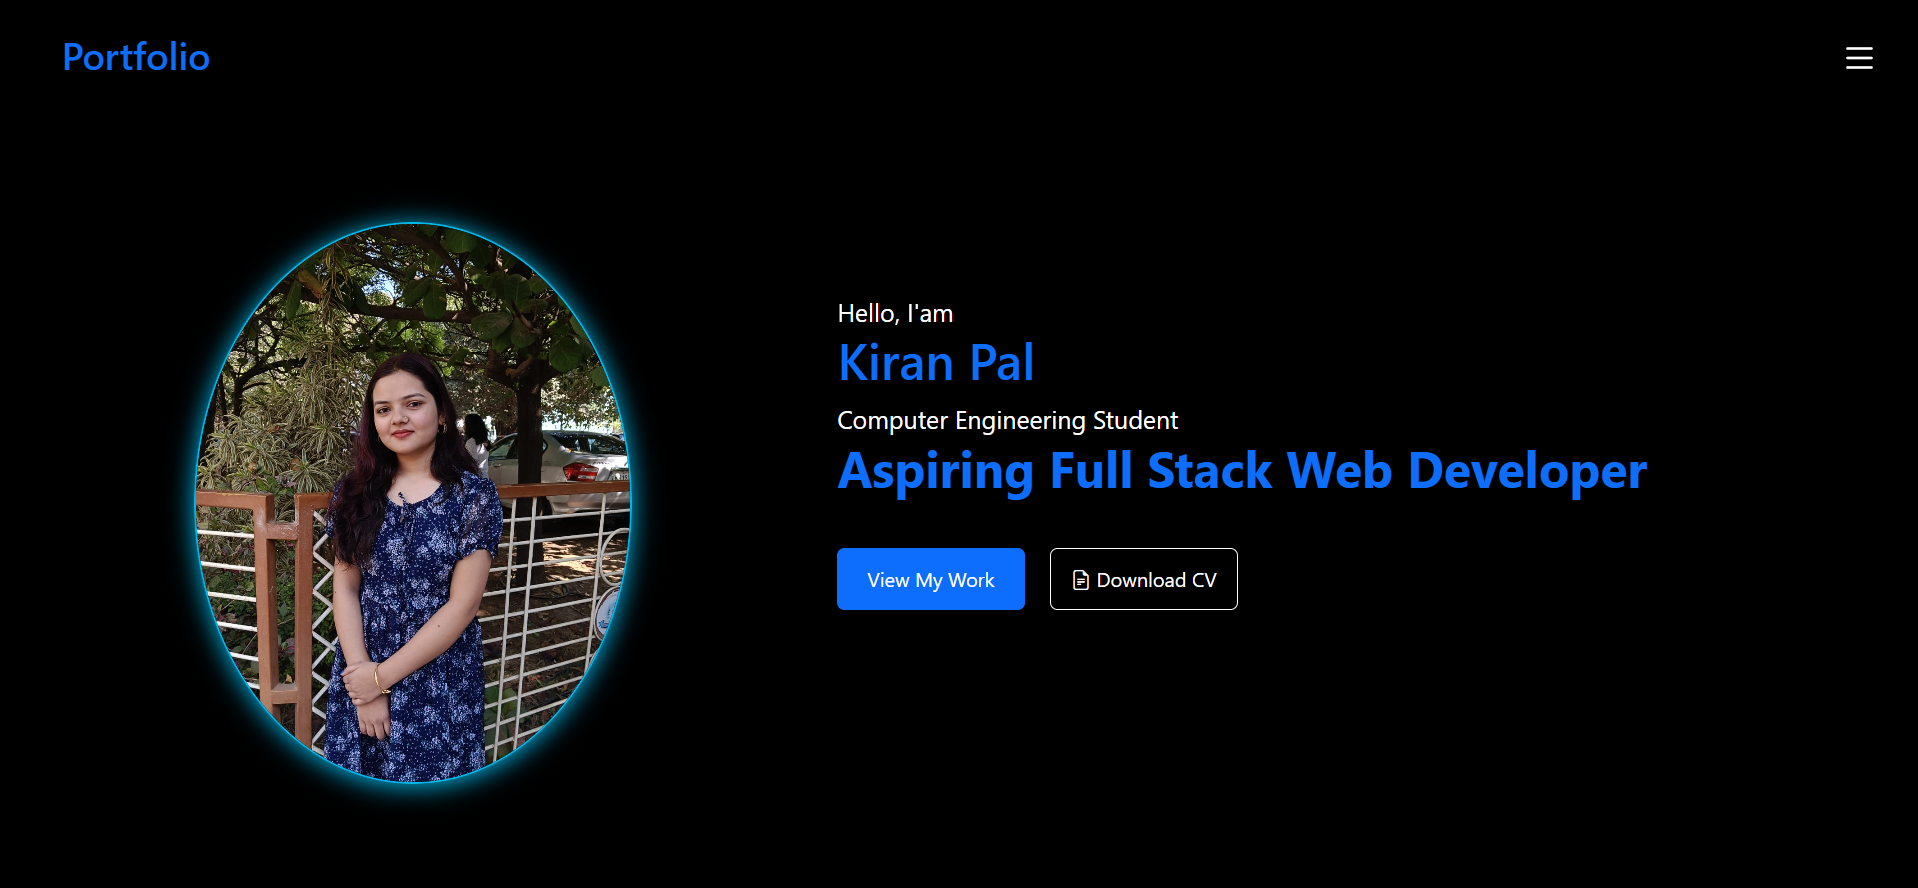 Portfolio
Hello, I'am
Kiran Pal
Computer Engineering Student
Aspiring Full Stack Web Developer
View My Work
Download CV